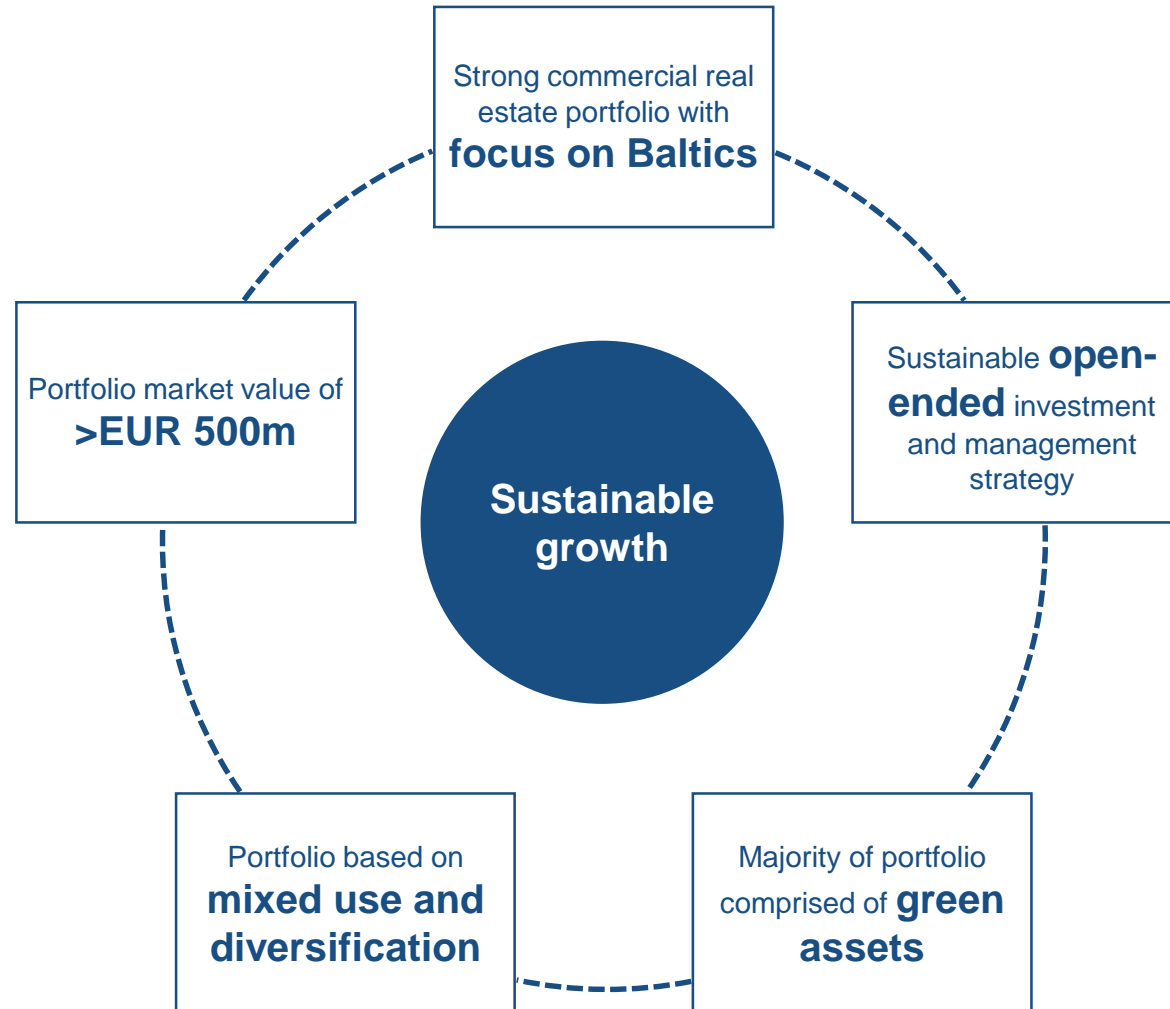 Strong commercial real
estate portfolio with
focus on Baltics
Sustainable open-
ended investment
and management
strategy
Majority of portfolio
comprised of green
assets
Portfolio based on
mixed use and
diversification
Portfolio market value of
>EUR 500m
Sustainable
growth